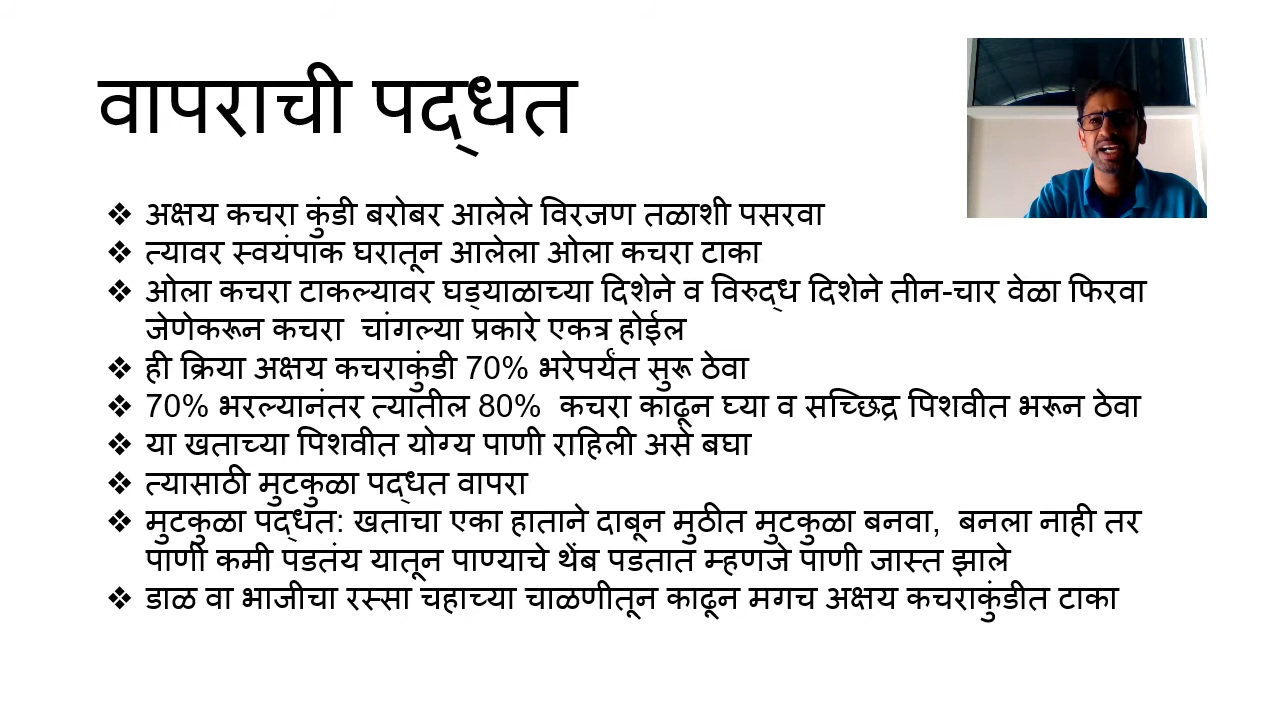 वापराची पद्धत
❖ अक्षय कचरा कुंडी बरोबर आलेले विरजण तळाशी पसरवा
❖ त्यावर स्वयंपाक घरातून आलेला ओला कचरा टाका
❖ ओला कचरा टाकल्यावर घड्याळाच्या दिशेने व विरुद्ध दिशेने तीन-चार वेळा फिरवा
जेणेकरून कचरा चांगल्या प्रकारे एकत्र होईल
❖ ही क्रिया अक्षय कचराकुंडी 70% भरेपर्यंत सुरू ठेवा
❖ 70% भरल्यानंतर त्यातील 80% कचरा काढून घ्या व सच्छिद्र पिशवीत भरून ठेवा
❖ या खताच्या पिशवीत योग्य पाणी राहिली असे बघा
❖ त्यासाठी मुटकुळा पद्धत वापरा
❖ मुटकुळा पद्धत: खताचा एका हाताने दाबून मुठीत मुटकुळा बनवा, बनला नाही तर
पाणी कमी पडतंय यातून पाण्याचे थेंब पडतात म्हणजे पाणी जास्त झाले
❖ डाळ वा भाजीचा रस्सा चहाच्या चाळणीतून काढून मगच अक्षय कचराकुंडीत टाका